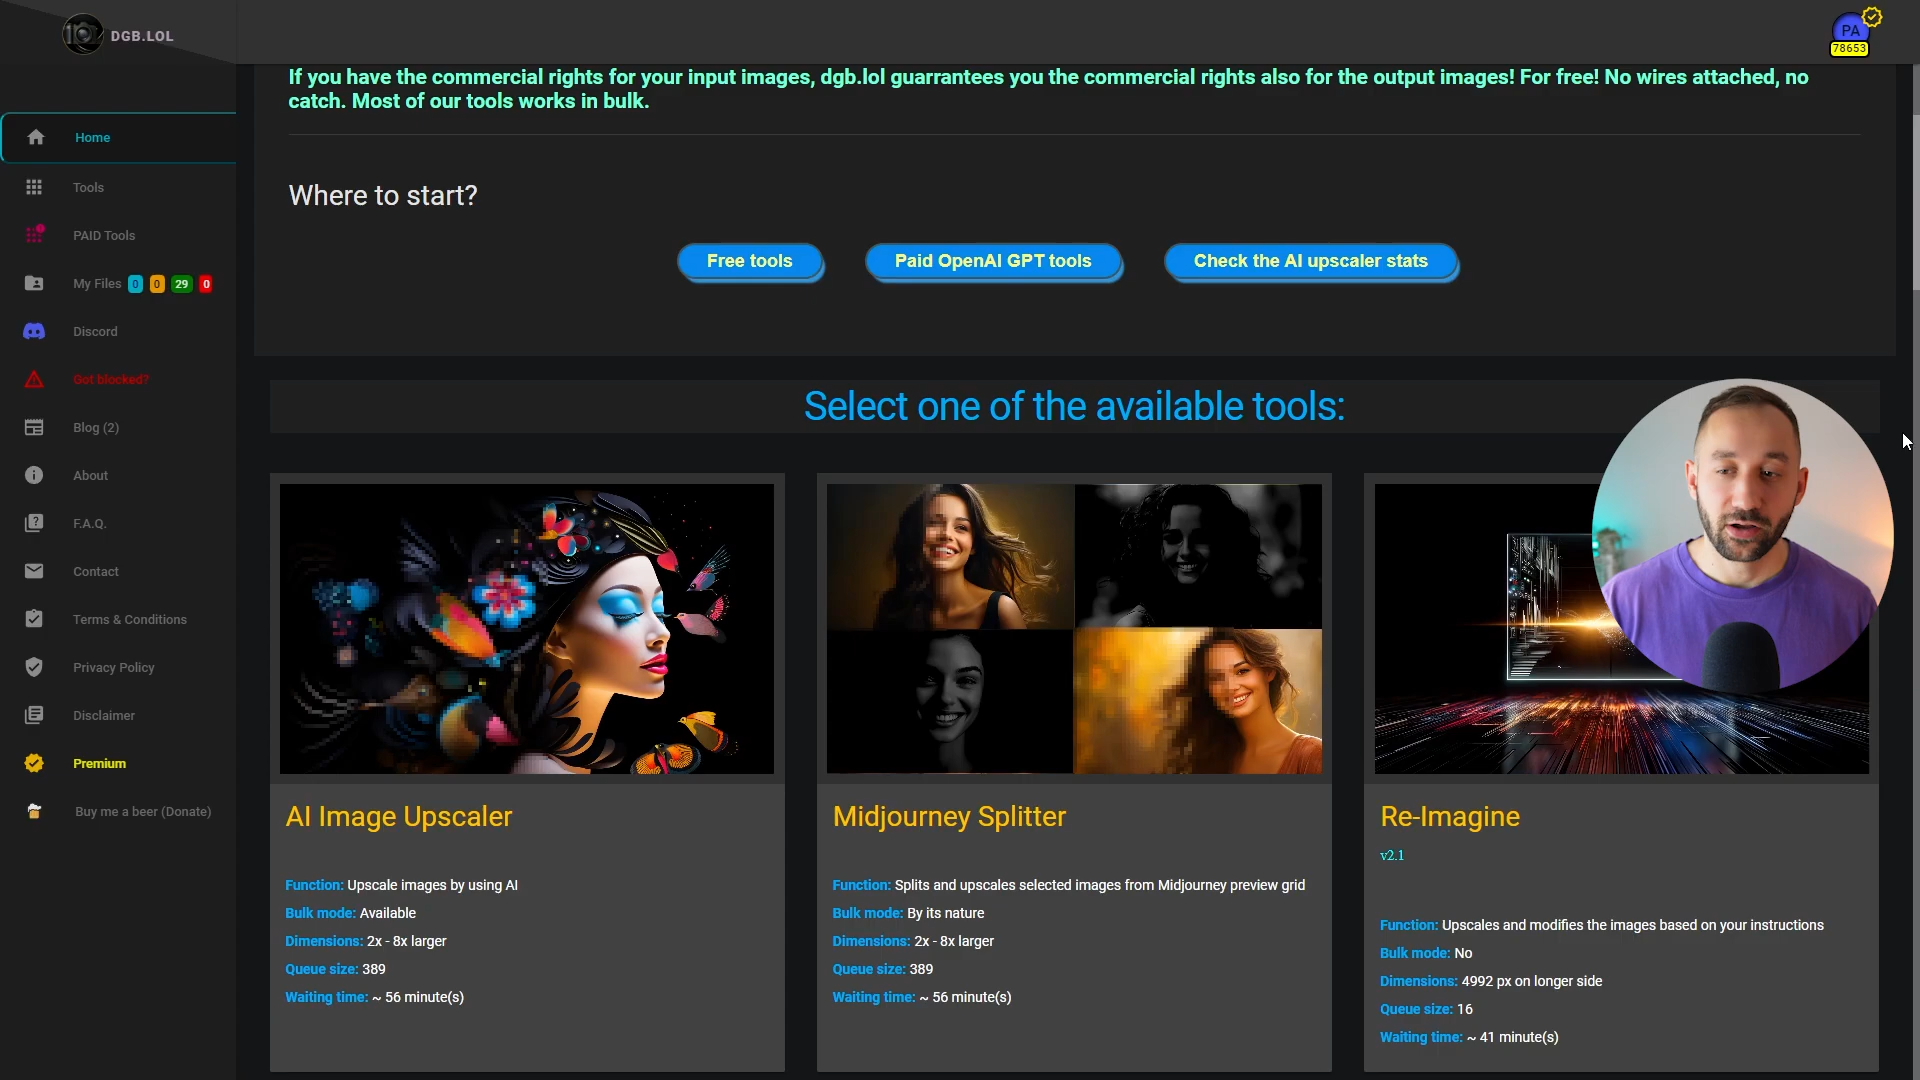 DGB.LOL
PA
78653
If you have the commercial rights for your input images, dgb.lol guarrantees you the commercial rights also for the output images! For free! No wires attached, no
catch. Most of our tools works in bulk.
Home
Tools
PAID Tools
My Files 0 0 29 0
Discord
Got blocked?
Blog (2)
About
F.A.Q.
Contact
Terms & Conditions
Privacy Policy
Disclaimer
Premium
Buy me a beer (Donate)
Where to start?
Free tools
Paid OpenAI GPT tools
Check the AI upscaler stats
Select one of the available tools:
AI Image Upscaler
Function: Upscale images by using AI
Bulk mode: Available
Dimensions: 2x - 8x larger
Queue size: 389
Waiting time: ~ 56 minute(s)
Midjourney Splitter
Function: Splits and upscales selected images from Midjourney preview grid
Bulk mode: By its nature
Dimensions: 2x - 8x larger
Queue size: 389
Waiting time: ~ 56 minute(s)
Re-Imagine
v2.1
Function: Upscales and modifies the images based on your instructions
Bulk mode: No
Dimensions: 4992 px on longer side
Queue size: 16
Waiting time: ~ 41 minute(s)